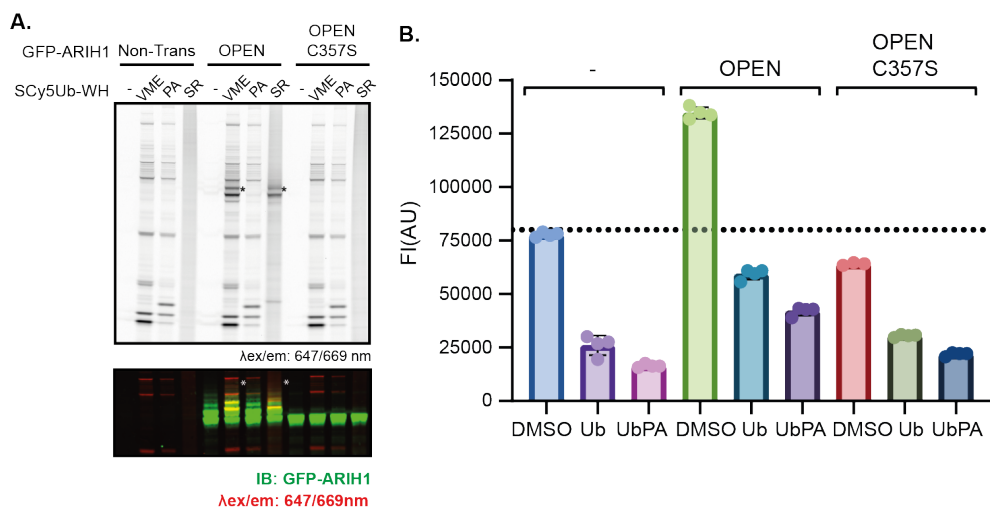 A.
GFP-ARIH1 Non-Trans OPEN OPEN C357S
SCy5Ub-WH - VME PA SR - VME PA SR - VME PA SR
*
*
λex/em: 647/669 nm
*
*
IB: GFP-ARIH1
λex/em: 647/669nm
B.
- OPEN OPEN C357S
FI(AU)
150000
125000
100000
75000
50000
25000
0
DMSO Ub UbPA DMSO Ub UbPA DMSO Ub UbPA